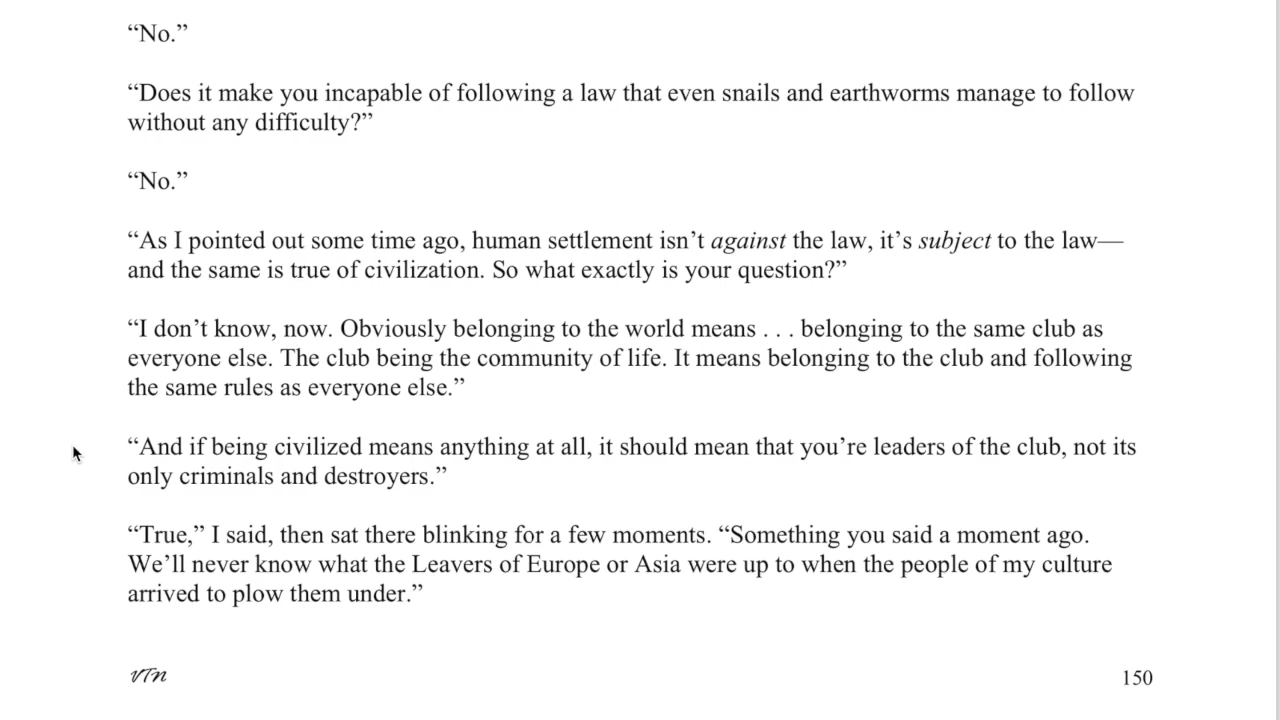 “No.”
“Does it make you incapable of following a law that even snails and earthworms manage to follow
without any difficulty?”
“No.”
“As I pointed out some time ago, human settlement isn’t against the law, it’s subject to the law—
and the same is true of civilization. So what exactly is your question?”
“I don’t know, now. Obviously belonging to the world means . . . belonging to the same club as
everyone else. The club being the community of life. It means belonging to the club and following
the same rules as everyone else.”
“And if being civilized means anything at all, it should mean that you’re leaders of the club, not its
only criminals and destroyers.”
“True,” I said, then sat there blinking for a few moments. “Something you said a moment ago.
We’ll never know what the Leavers of Europe or Asia were up to when the people of my culture
arrived to plow them under.”
VTN 150